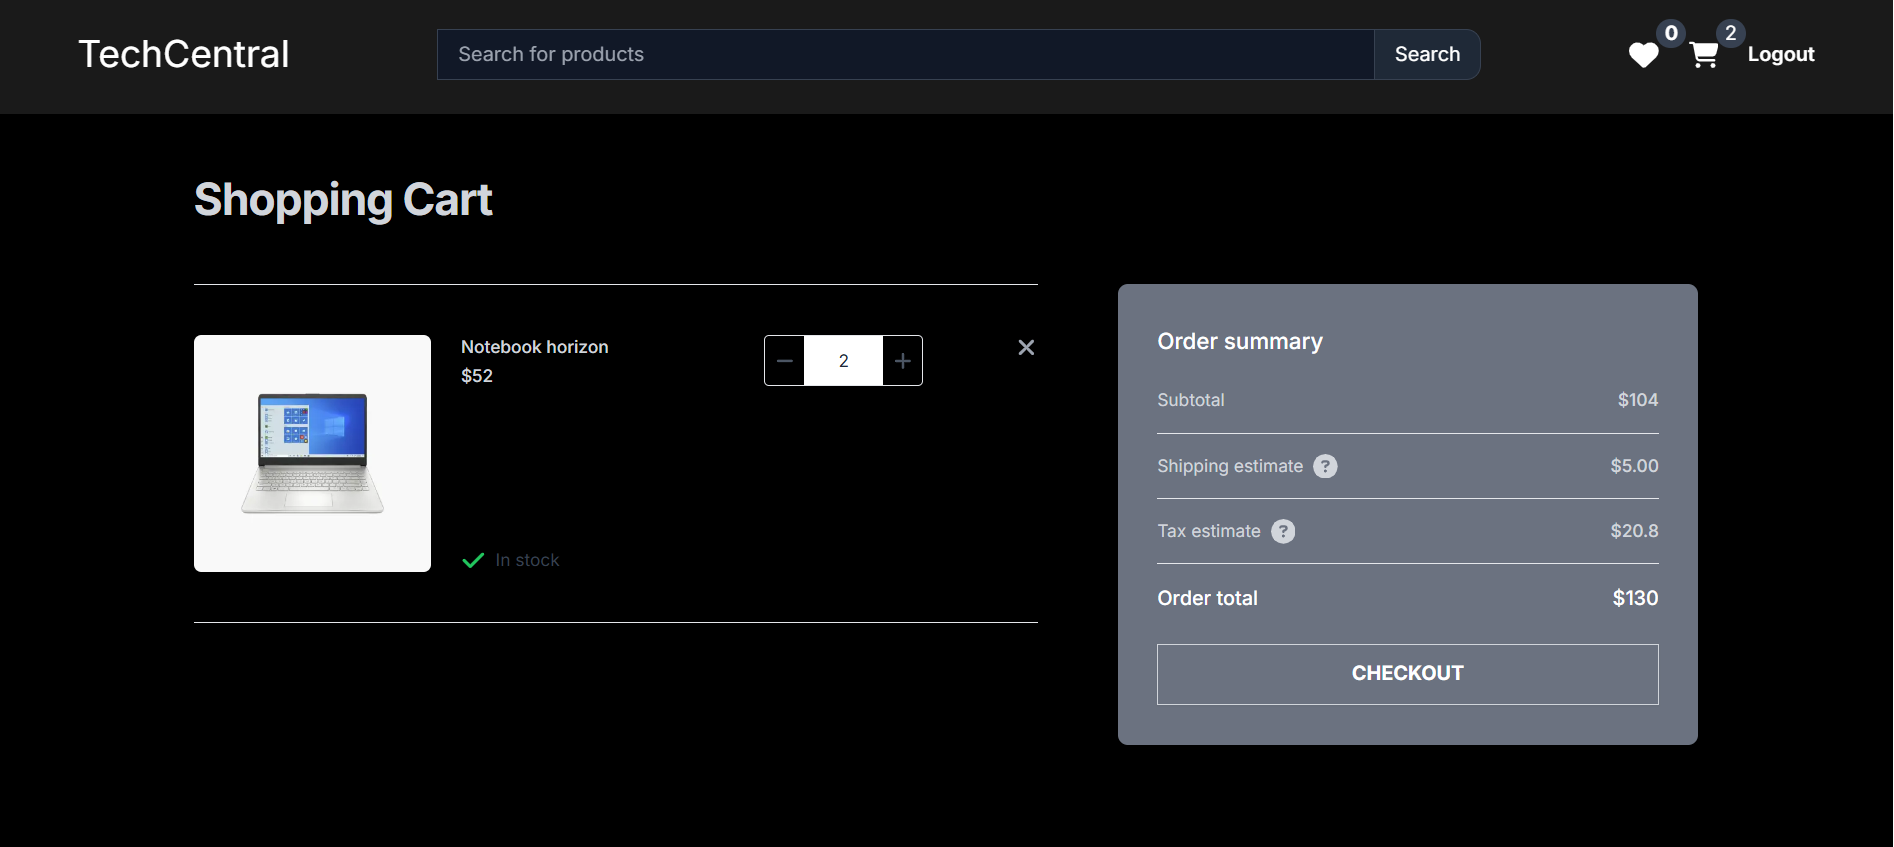 TechCentral
Search for products
Search
0
2
Logout
Shopping Cart
Notebook horizon
$52
2
In stock
Order summary
Subtotal $104
Shipping estimate ? $5.00
Tax estimate ? $20.8
Order total $130
CHECKOUT